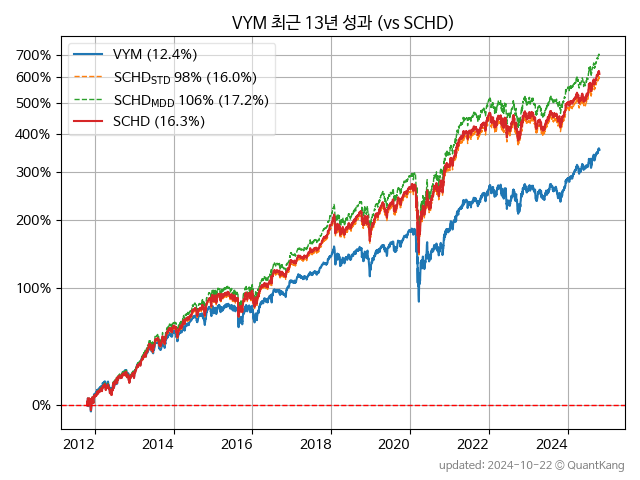 VYM 최근 13년 성과 (vs SCHD)
700%
600%
500%
400%
300%
200%
100%
0%
VYM (12.4%)
SCHD_STD 98% (16.0%)
SCHD_MDD 106% (17.2%)
SCHD (16.3%)
2012 2014 2016 2018 2020 2022 2024
updated: 2024-10-22 © QuantKang